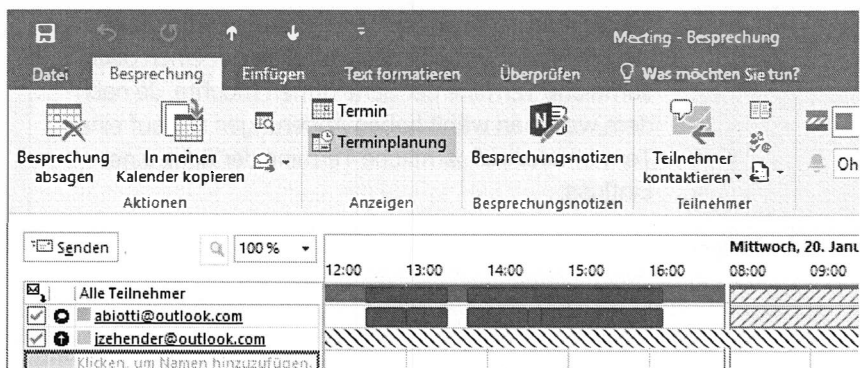 Meeting - Besprechung
Datei Besprechung Einfügen Text formatieren Überprüfen Was möchten Sie tun?
Besprechung absagen
In meinen Kalender kopieren
Aktionen
Termin
Terminplanung
Anzeigen
Besprechungsnotizen
Besprechungsnotizen
Teilnehmer kontaktieren
Teilnehmer
Oh
Senden 100 % Mittwoch, 20. Janu
12:00 13:00 14:00 15:00 16:00 08:00 09:00
Alle Teilnehmer
abiotti@outlook.com
jzehender@outlook.com
Klicken, um Namen hinzuzufügen.